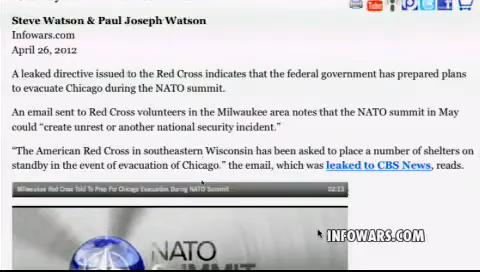 Steve Watson & Paul Joseph Watson
Infowars.com
April 26, 2012
A leaked directive issued to the Red Cross indicates that the federal government has prepared plans
to evacuate Chicago during the NATO summit.
An email sent to Red Cross volunteers in the Milwaukee area notes that the NATO summit in May
could “create unrest or another national security incident.”
“The American Red Cross in southeastern Wisconsin has been asked to place a number of shelters on
standby in the event of evacuation of Chicago.” the email, which was leaked to CBS News, reads.
Milwaukee Red Cross Told To Prep For Chicago Evacuation During NATO Summit 02:13
NATO
SUMMIT
INFOWARS.COM